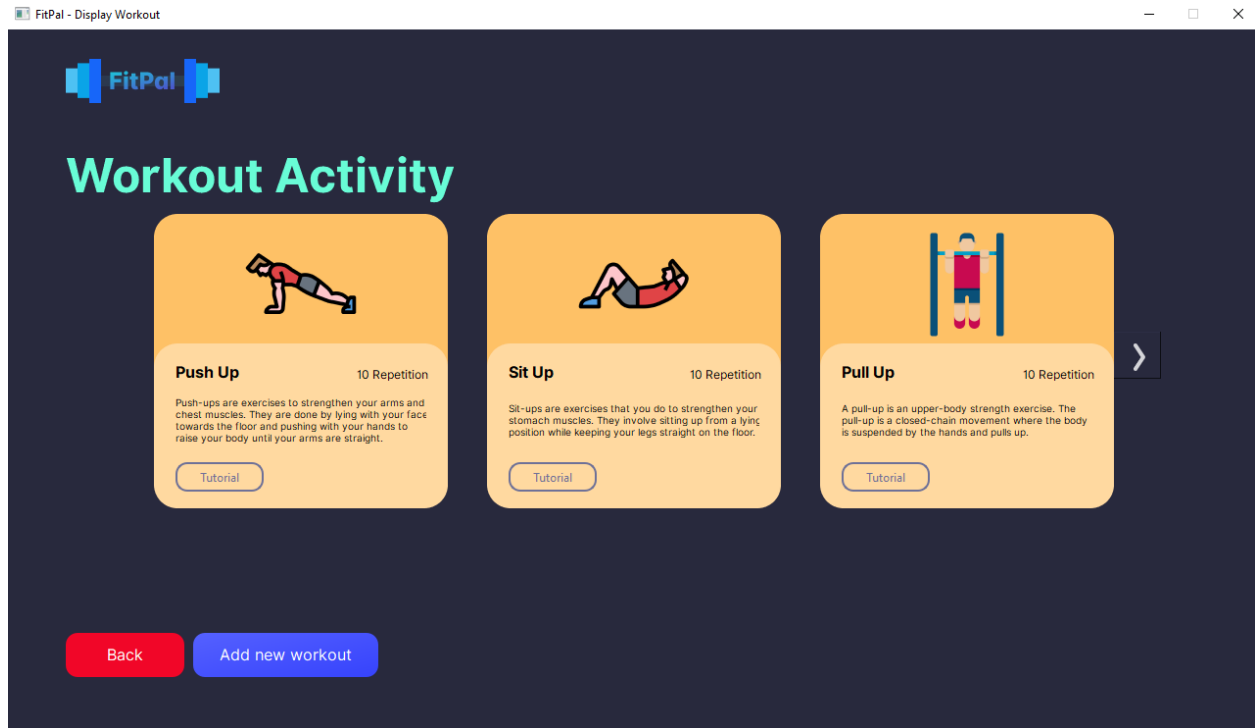 FitPal - Display Workout
FitPal
Workout Activity
Push Up
10 Repetition
Push-ups are exercises to strengthen your arms and
chest muscles. They are done by lying with your face
towards the floor and pushing with your hands to
raise your body until your arms are straight.
Tutorial
Sit Up
10 Repetition
Sit-ups are exercises that you do to strengthen your
stomach muscles. They involve sitting up from a lying
position while keeping your legs straight on the floor.
Tutorial
Pull Up
10 Repetition
A pull-up is an upper-body strength exercise. The
pull-up is a closed-chain movement where the body
is suspended by the hands and pulls up.
Tutorial
Back
Add new workout